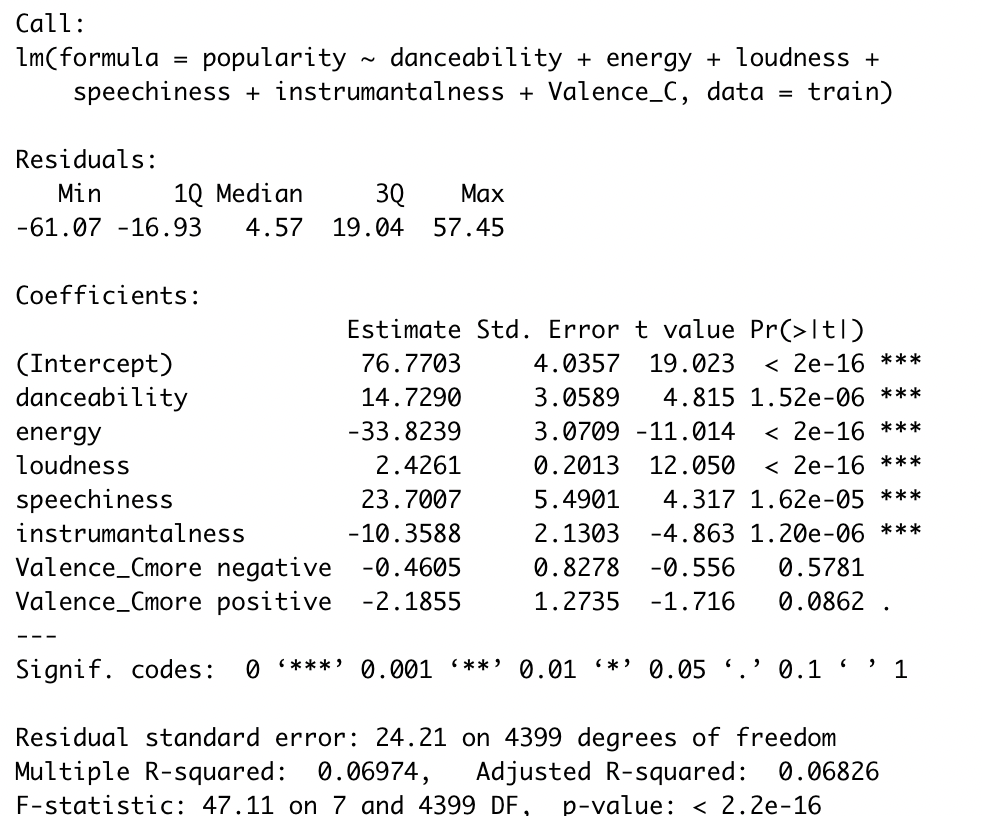 Call:
lm(formula = popularity ~ danceability + energy + loudness +
    speechiness + instrumantalness + Valence_C, data = train)

Residuals:
   Min     1Q Median     3Q    Max
-61.07 -16.93   4.57  19.04  57.45

Coefficients:
                      Estimate Std. Error t value Pr(>|t|)
(Intercept)            76.7703     4.0357  19.023  < 2e-16 ***
danceability           14.7290     3.0589   4.815 1.52e-06 ***
energy                -33.8239     3.0709 -11.014  < 2e-16 ***
loudness                2.4261     0.2013  12.050  < 2e-16 ***
speechiness            23.7007     5.4901   4.317 1.62e-05 ***
instrumantalness      -10.3588     2.1303  -4.863 1.20e-06 ***
Valence_Cmore negative  -0.4605     0.8278  -0.556   0.5781
Valence_Cmore positive  -2.1855     1.2735  -1.716   0.0862 .
---
Signif. codes:  0 ‘***’ 0.001 ‘**’ 0.01 ‘*’ 0.05 ‘.’ 0.1 ‘ ’ 1

Residual standard error: 24.21 on 4399 degrees of freedom
Multiple R-squared:  0.06974,   Adjusted R-squared:  0.06826
F-statistic: 47.11 on 7 and 4399 DF,  p-value: < 2.2e-16